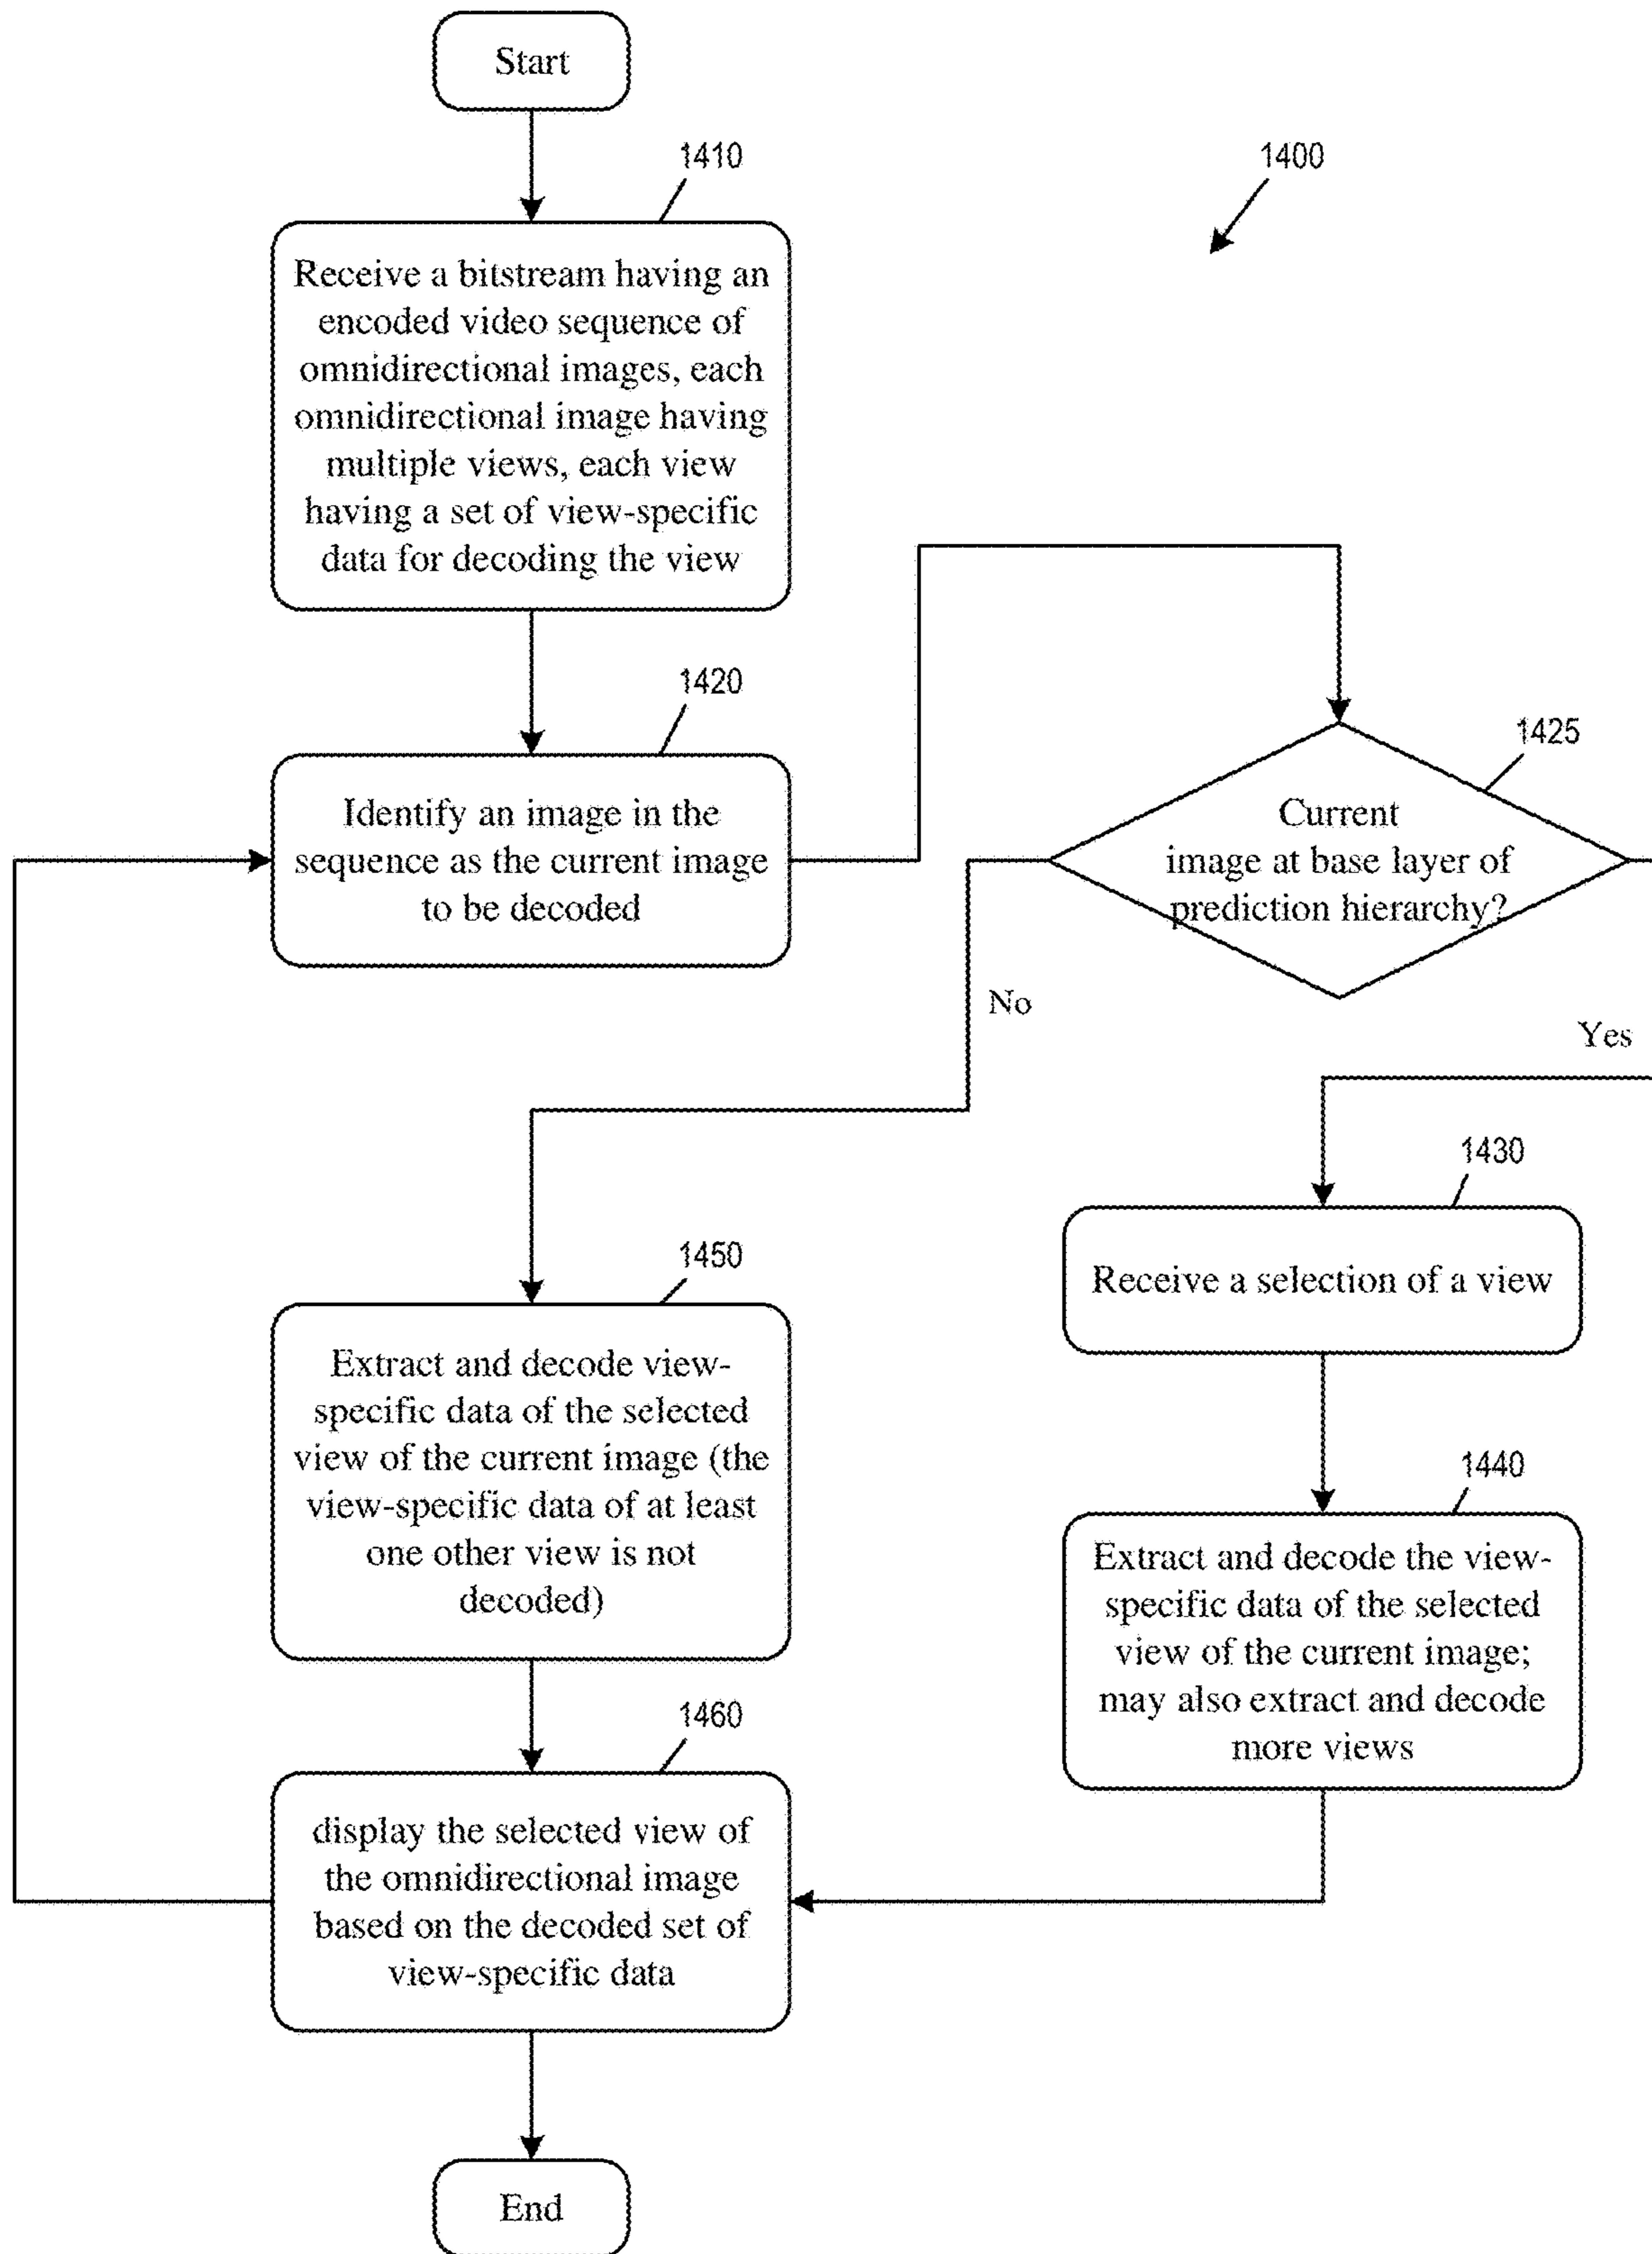 Start
1410
1400
Receive a bitstream having an
encoded video sequence of
omnidirectional images, each
omnidirectional image having
multiple views, each view
having a set of view-specific
data for decoding the view
1420
Identify an image in the
sequence as the current image
to be decoded
1425
Current
image at base layer of
prediction hierarchy?
No
Yes
1430
Receive a selection of a view
1440
Extract and decode the view-
specific data of the selected
view of the current image;
may also extract and decode
more views
1450
Extract and decode view-
specific data of the selected
view of the current image (the
view-specific data of at least
one other view is not
decoded)
1460
display the selected view of
the omnidirectional image
based on the decoded set of
view-specific data
End